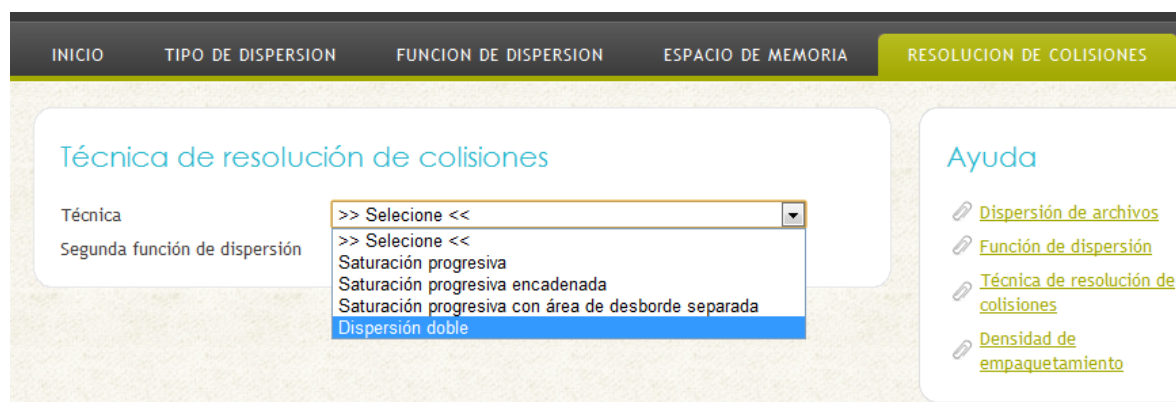 INICIO TIPO DE DISPERSION FUNCION DE DISPERSION ESPACIO DE MEMORIA RESOLUCION DE COLISIONES
Técnica de resolución de colisiones
Técnica >> Selecione <<
Segunda función de dispersión
>> Selecione <<
Saturación progresiva
Saturación progresiva encadenada
Saturación progresiva con área de desborde separada
Dispersión doble
Ayuda
Dispersión de archivos
Función de dispersión
Técnica de resolución de
colisiones
Densidad de
empaquetamiento